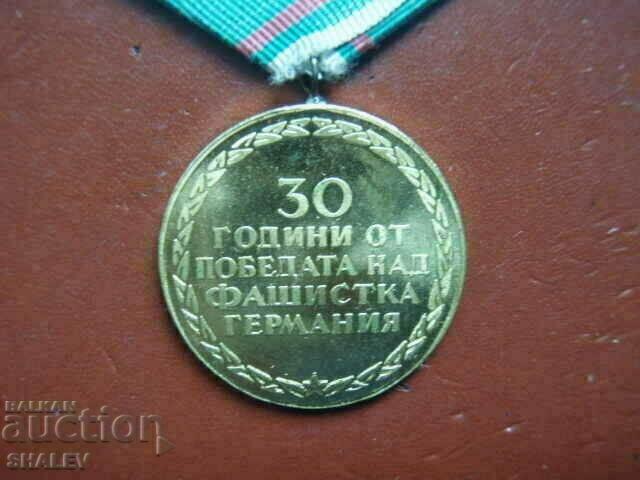 30
ГОДИНИ ОТ
ПОБЕДАТА НАД
ФАШИСТКА
ГЕРМАНИЯ
BALKAN
auction
SHALEV